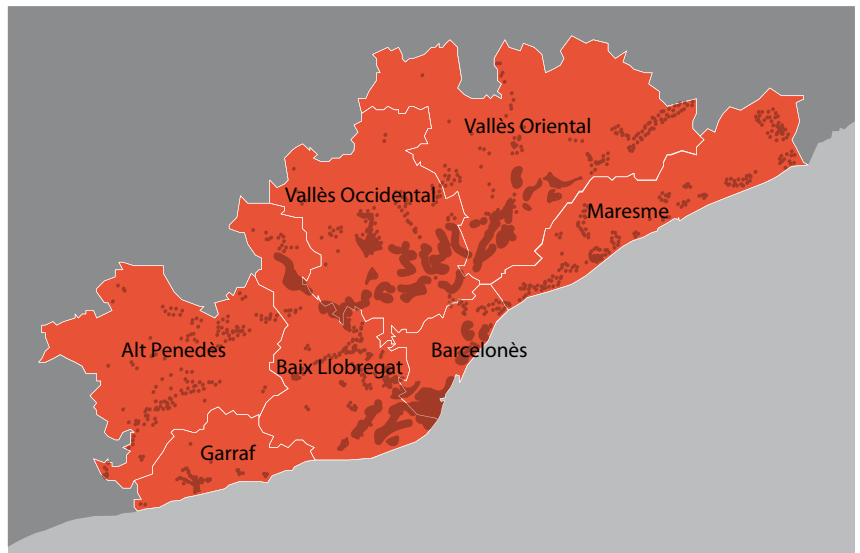 Vallès Oriental
Vallès Occidental
Maresme
Alt Penedès
Baix Llobregat
Barcelonès
Garraf